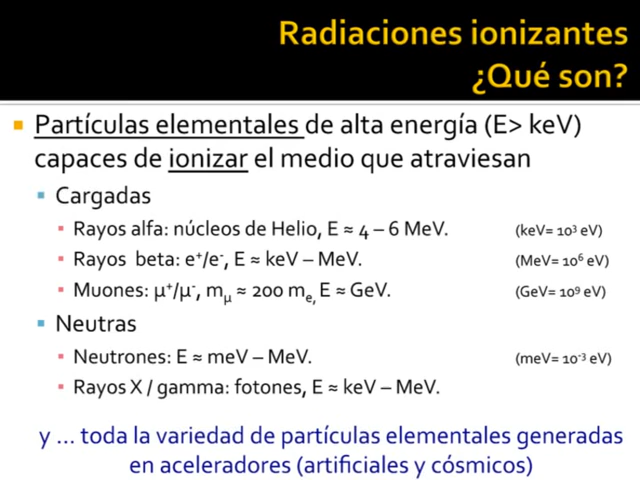 Radiaciones ionizantes
¿Qué son?
Partículas elementales de alta energía (E> keV)
capaces de ionizar el medio que atraviesan
Cargadas
Rayos alfa: núcleos de Helio, E ≈ 4 – 6 MeV. (keV= 10³ eV)
Rayos beta: e⁺/e⁻, E ≈ keV – MeV. (MeV= 10⁶ eV)
Muones: μ⁺/μ⁻, mμ ≈ 200 me, E ≈ GeV. (GeV= 10⁹ eV)
Neutras
Neutrones: E ≈ meV – MeV. (meV= 10⁻³ eV)
Rayos X / gamma: fotones, E ≈ keV – MeV.
y ... toda la variedad de partículas elementales generadas
en aceleradores (artificiales y cósmicos)